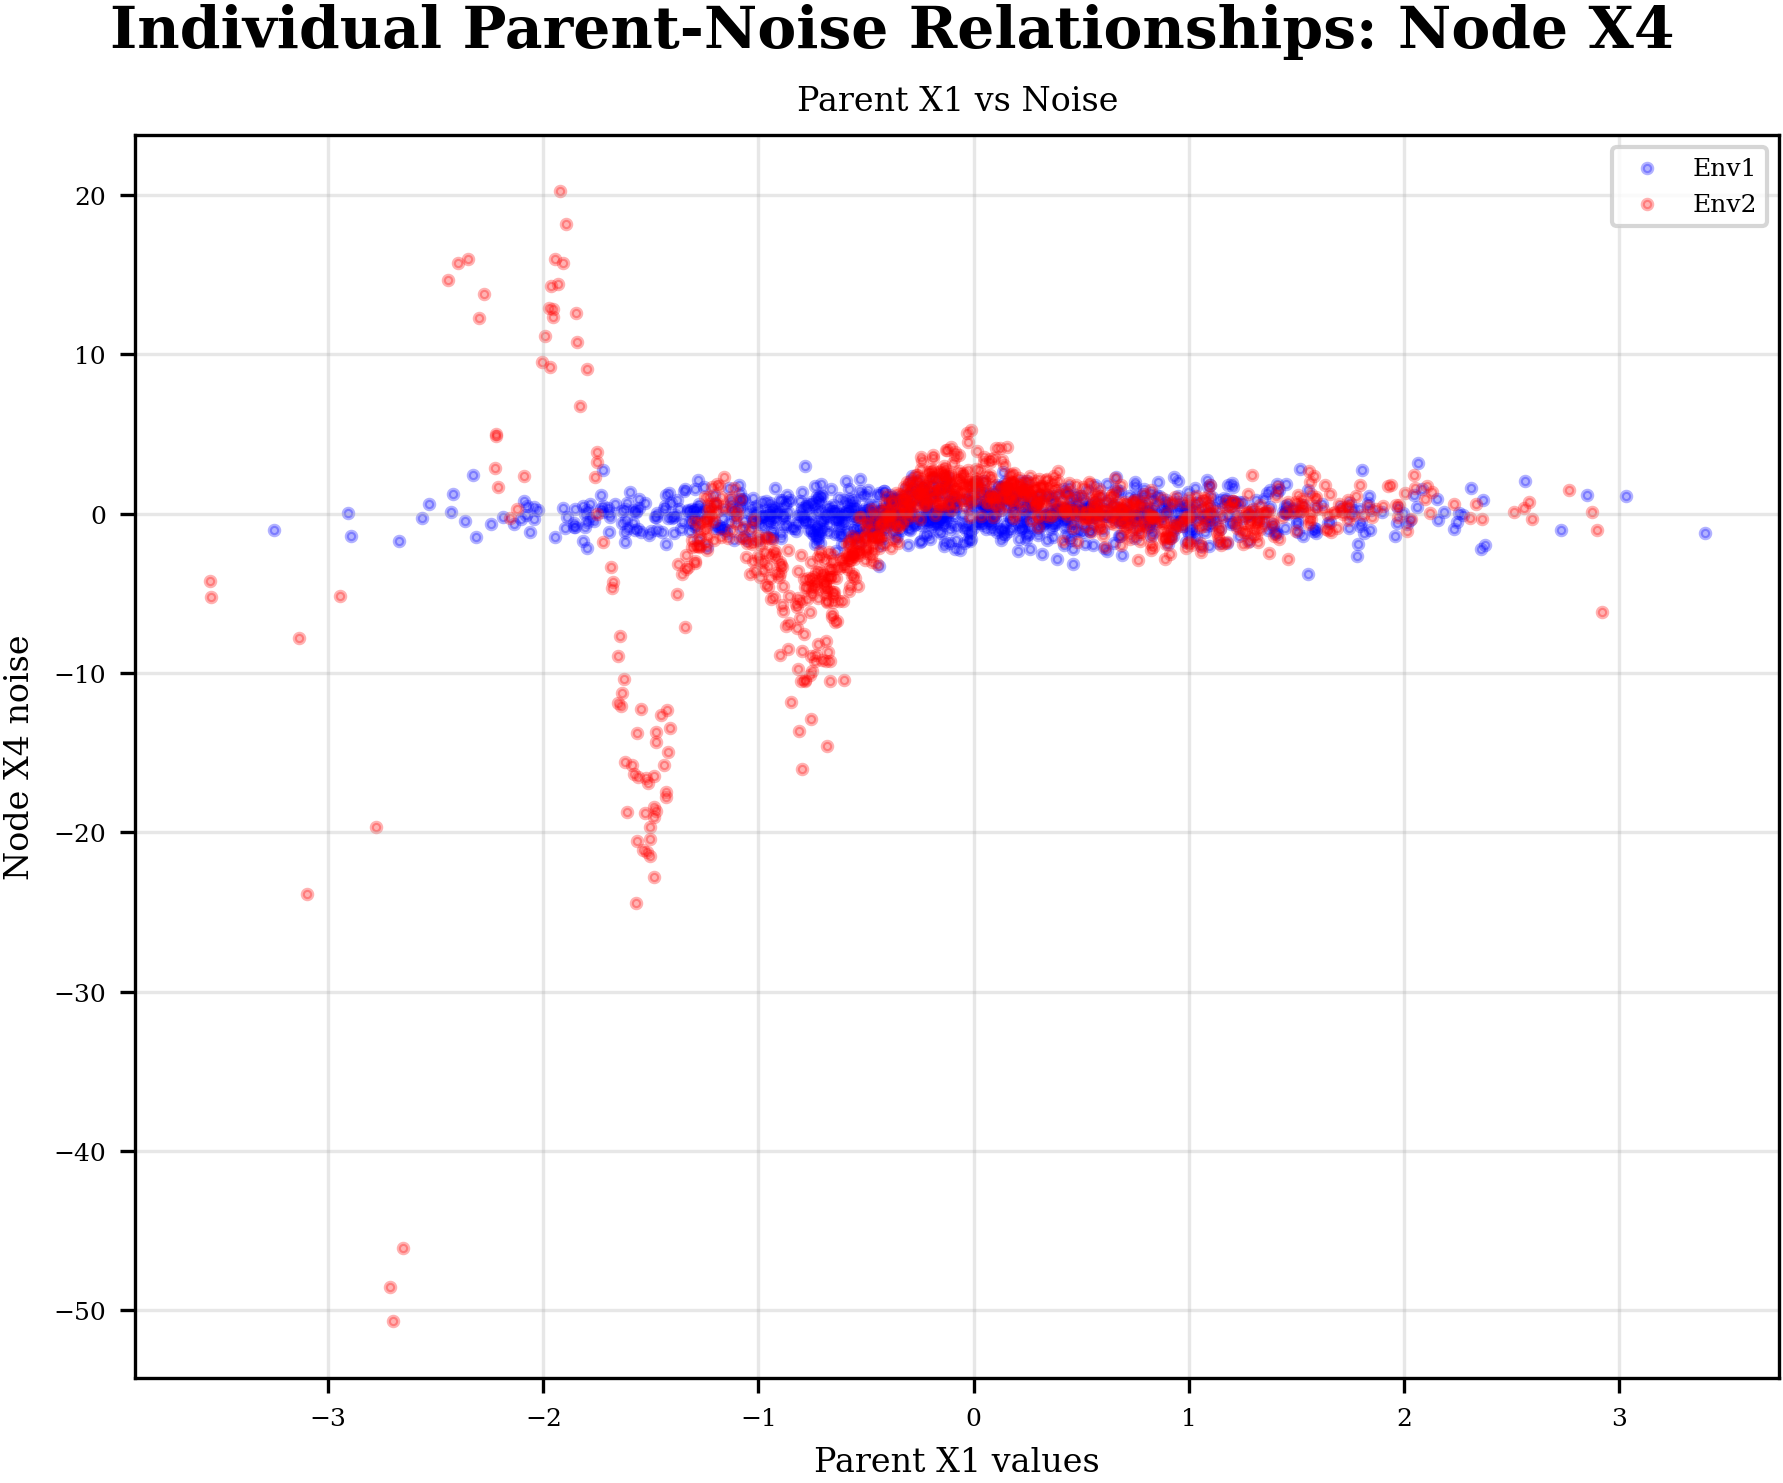 Individual Parent-Noise Relationships: Node X4
Parent X1 vs Noise
Env1
Env2
20
10
0
−10
−20
−30
−40
−50
Node X4 noise
−3
−2
−1
0
1
2
3
Parent X1 values